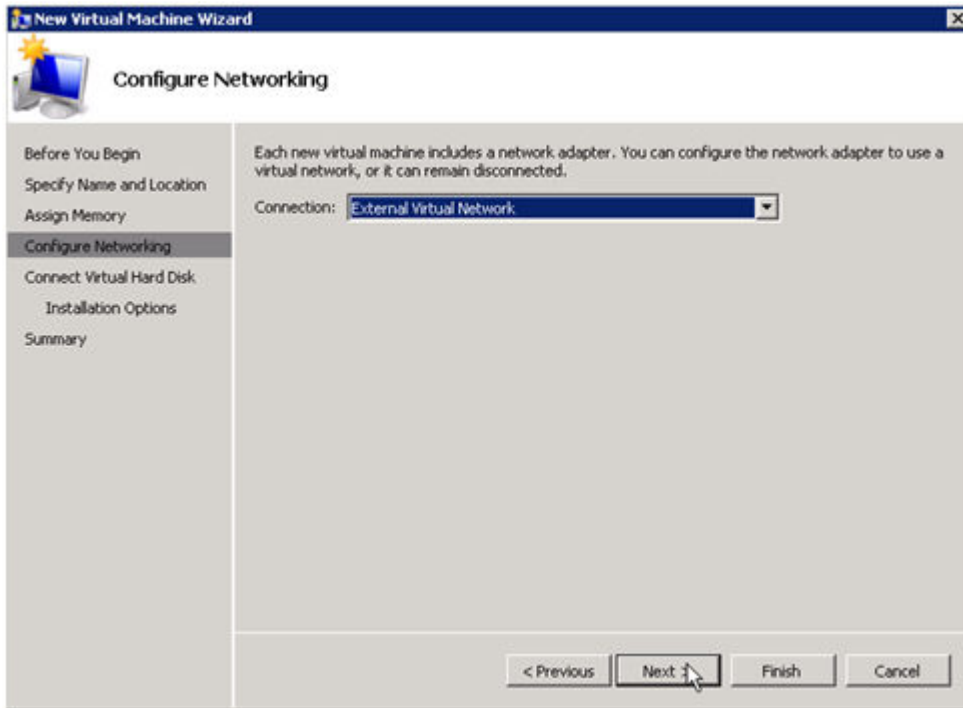 New Virtual Machine Wizard
Configure Networking
Before You Begin
Specify Name and Location
Assign Memory
Configure Networking
Connect Virtual Hard Disk
Installation Options
Summary
Each new virtual machine includes a network adapter. You can configure the network adapter to use a
virtual network, or it can remain disconnected.
Connection: External Virtual Network
< Previous
Next >
Finish
Cancel